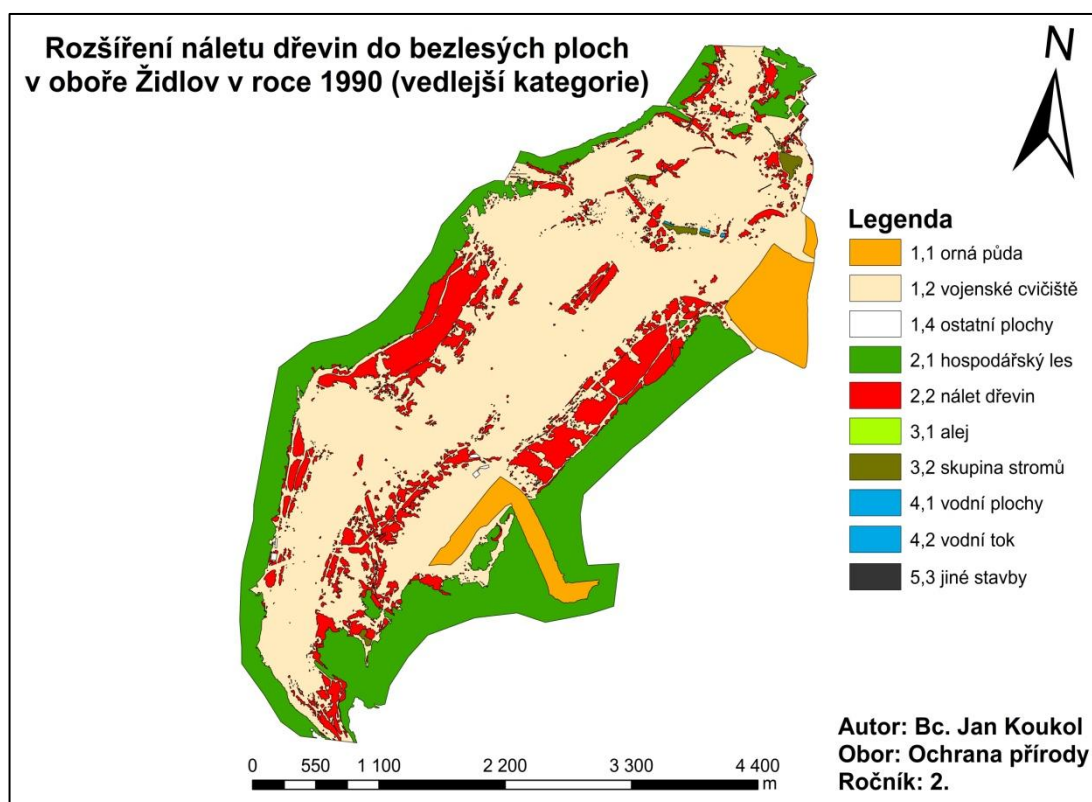 Rozšíření náletu dřevin do bezlesých ploch
v oboře Židlov v roce 1990 (vedlejší kategorie)
N
Legenda
1,1 orná půda
1,2 vojenské cvičiště
1,4 ostatní plochy
2,1 hospodářský les
2,2 nálet dřevin
3,1 alej
3,2 skupina stromů
4,1 vodní plochy
4,2 vodní tok
5,3 jiné stavby
Autor: Bc. Jan Koukol
Obor: Ochrana přírody
Ročník: 2.
0 550 1 100 2 200 3 300 4 400
m